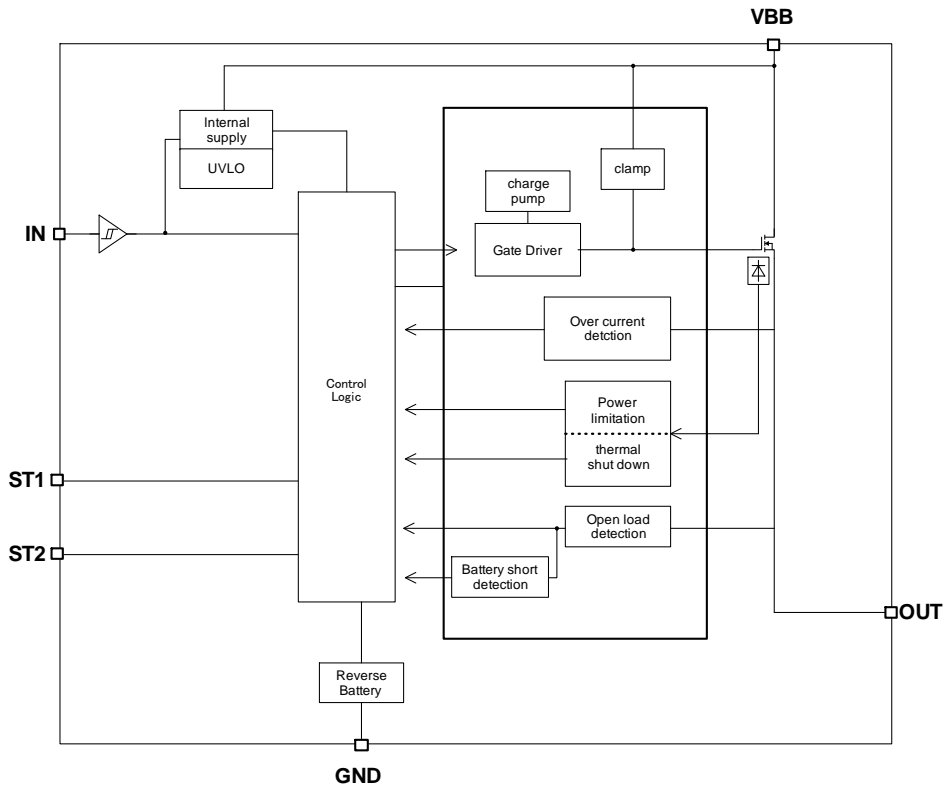 VBB
Internal
supply
UVLO
clamp
charge
pump
IN
Gate Driver
Over current
detction
Control
Logic
Power
limitation
thermal
shut down
ST1
Open load
detection
ST2
Battery short
detection
OUT
Reverse
Battery
GND